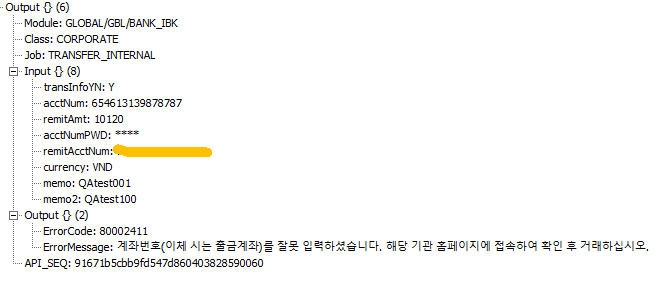 Output {} (6)
Module: GLOBAL/GBL/BANK_IBK
Class: CORPORATE
Job: TRANSFER_INTERNAL
Input {} (8)
transInfoYN: Y
acctNum: 654613139878787
remitAmt: 10120
acctNumPWD: ****
remitAcctNum:
currency: VND
memo: QAtest001
memo2: QAtest100
Output {} (2)
ErrorCode: 80002411
ErrorMessage: 계좌번호(이체 시는 출금계좌)를 잘못 입력하셨습니다. 해당 기관 홈페이지에 접속하여 확인 후 거래하십시오.
API_SEQ: 91671b5cbb9fd547d860403828590060